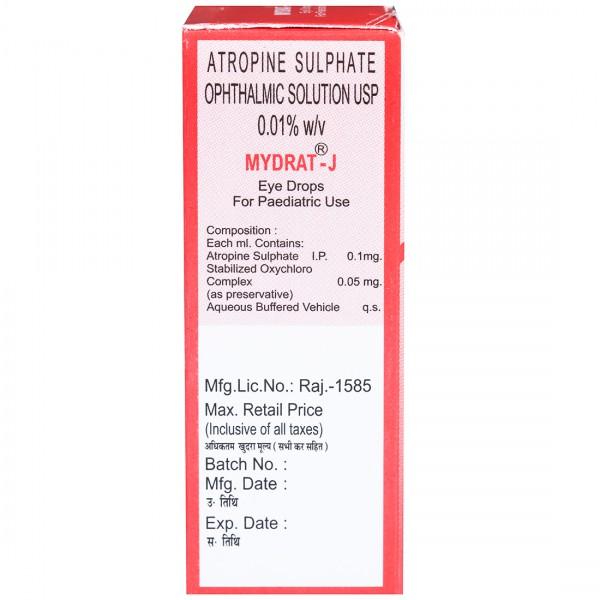 ATROPINE SULPHATE
OPHTHALMIC SOLUTION USP
0.01% w/v
MYDRAT®-J
Eye Drops
For Paediatric Use
Composition :
Each ml. Contains:
Atropine Sulphate I.P. 0.1mg.
Stabilized Oxychloro
Complex 0.05 mg.
(as preservative)
Aqueous Buffered Vehicle q.s.
Mfg.Lic.No.: Raj.-1585
Max. Retail Price
(Inclusive of all taxes)
अधिकतम खुदरा मूल्य ( सभी कर सहित )
Batch No. :
Mfg. Date :
उ॰ तिथि
Exp. Date :
स॰ तिथि